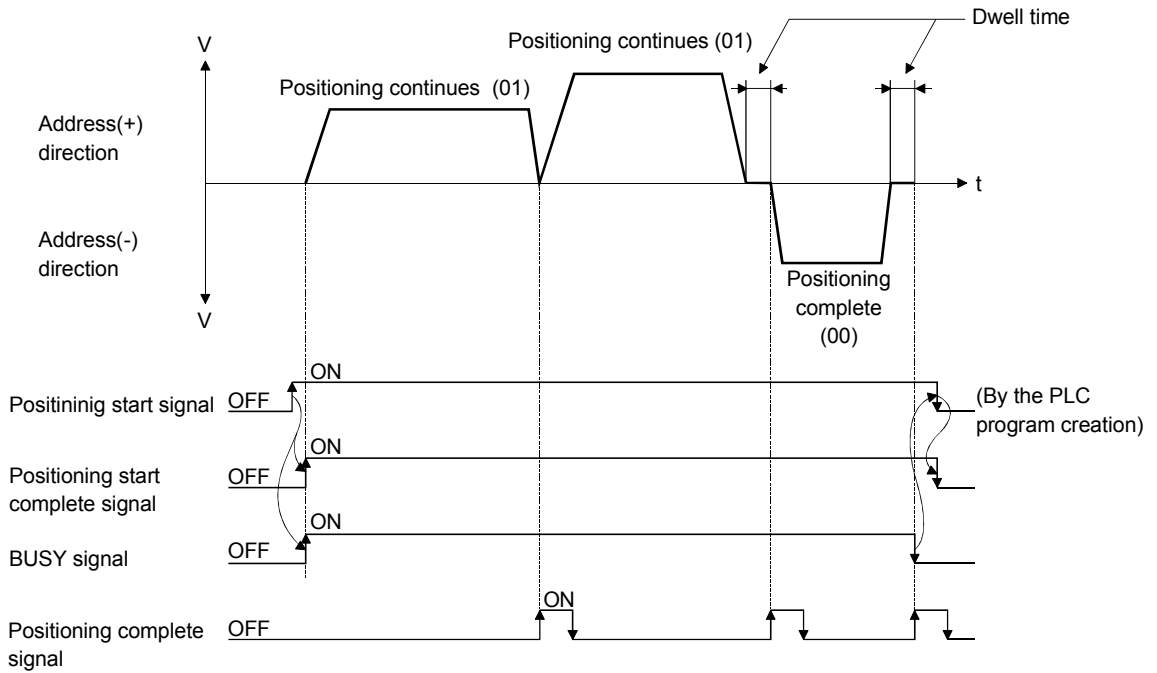 Dwell time
V
Positioning continues (01)
Positioning continues (01)
Address(+)
direction
t
Address(-)
direction
Positioning
complete
(00)
V
ON
Positininig start signal
OFF
(By the PLC
program creation)
ON
Positioning start
complete signal
OFF
ON
BUSY signal
OFF
ON
Positioning complete
signal
OFF